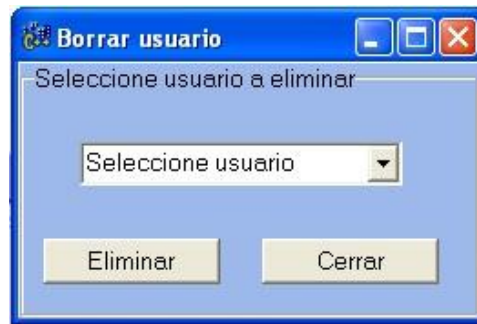 Borrar usuario
Seleccione usuario a eliminar
Seleccione usuario
Eliminar
Cerrar